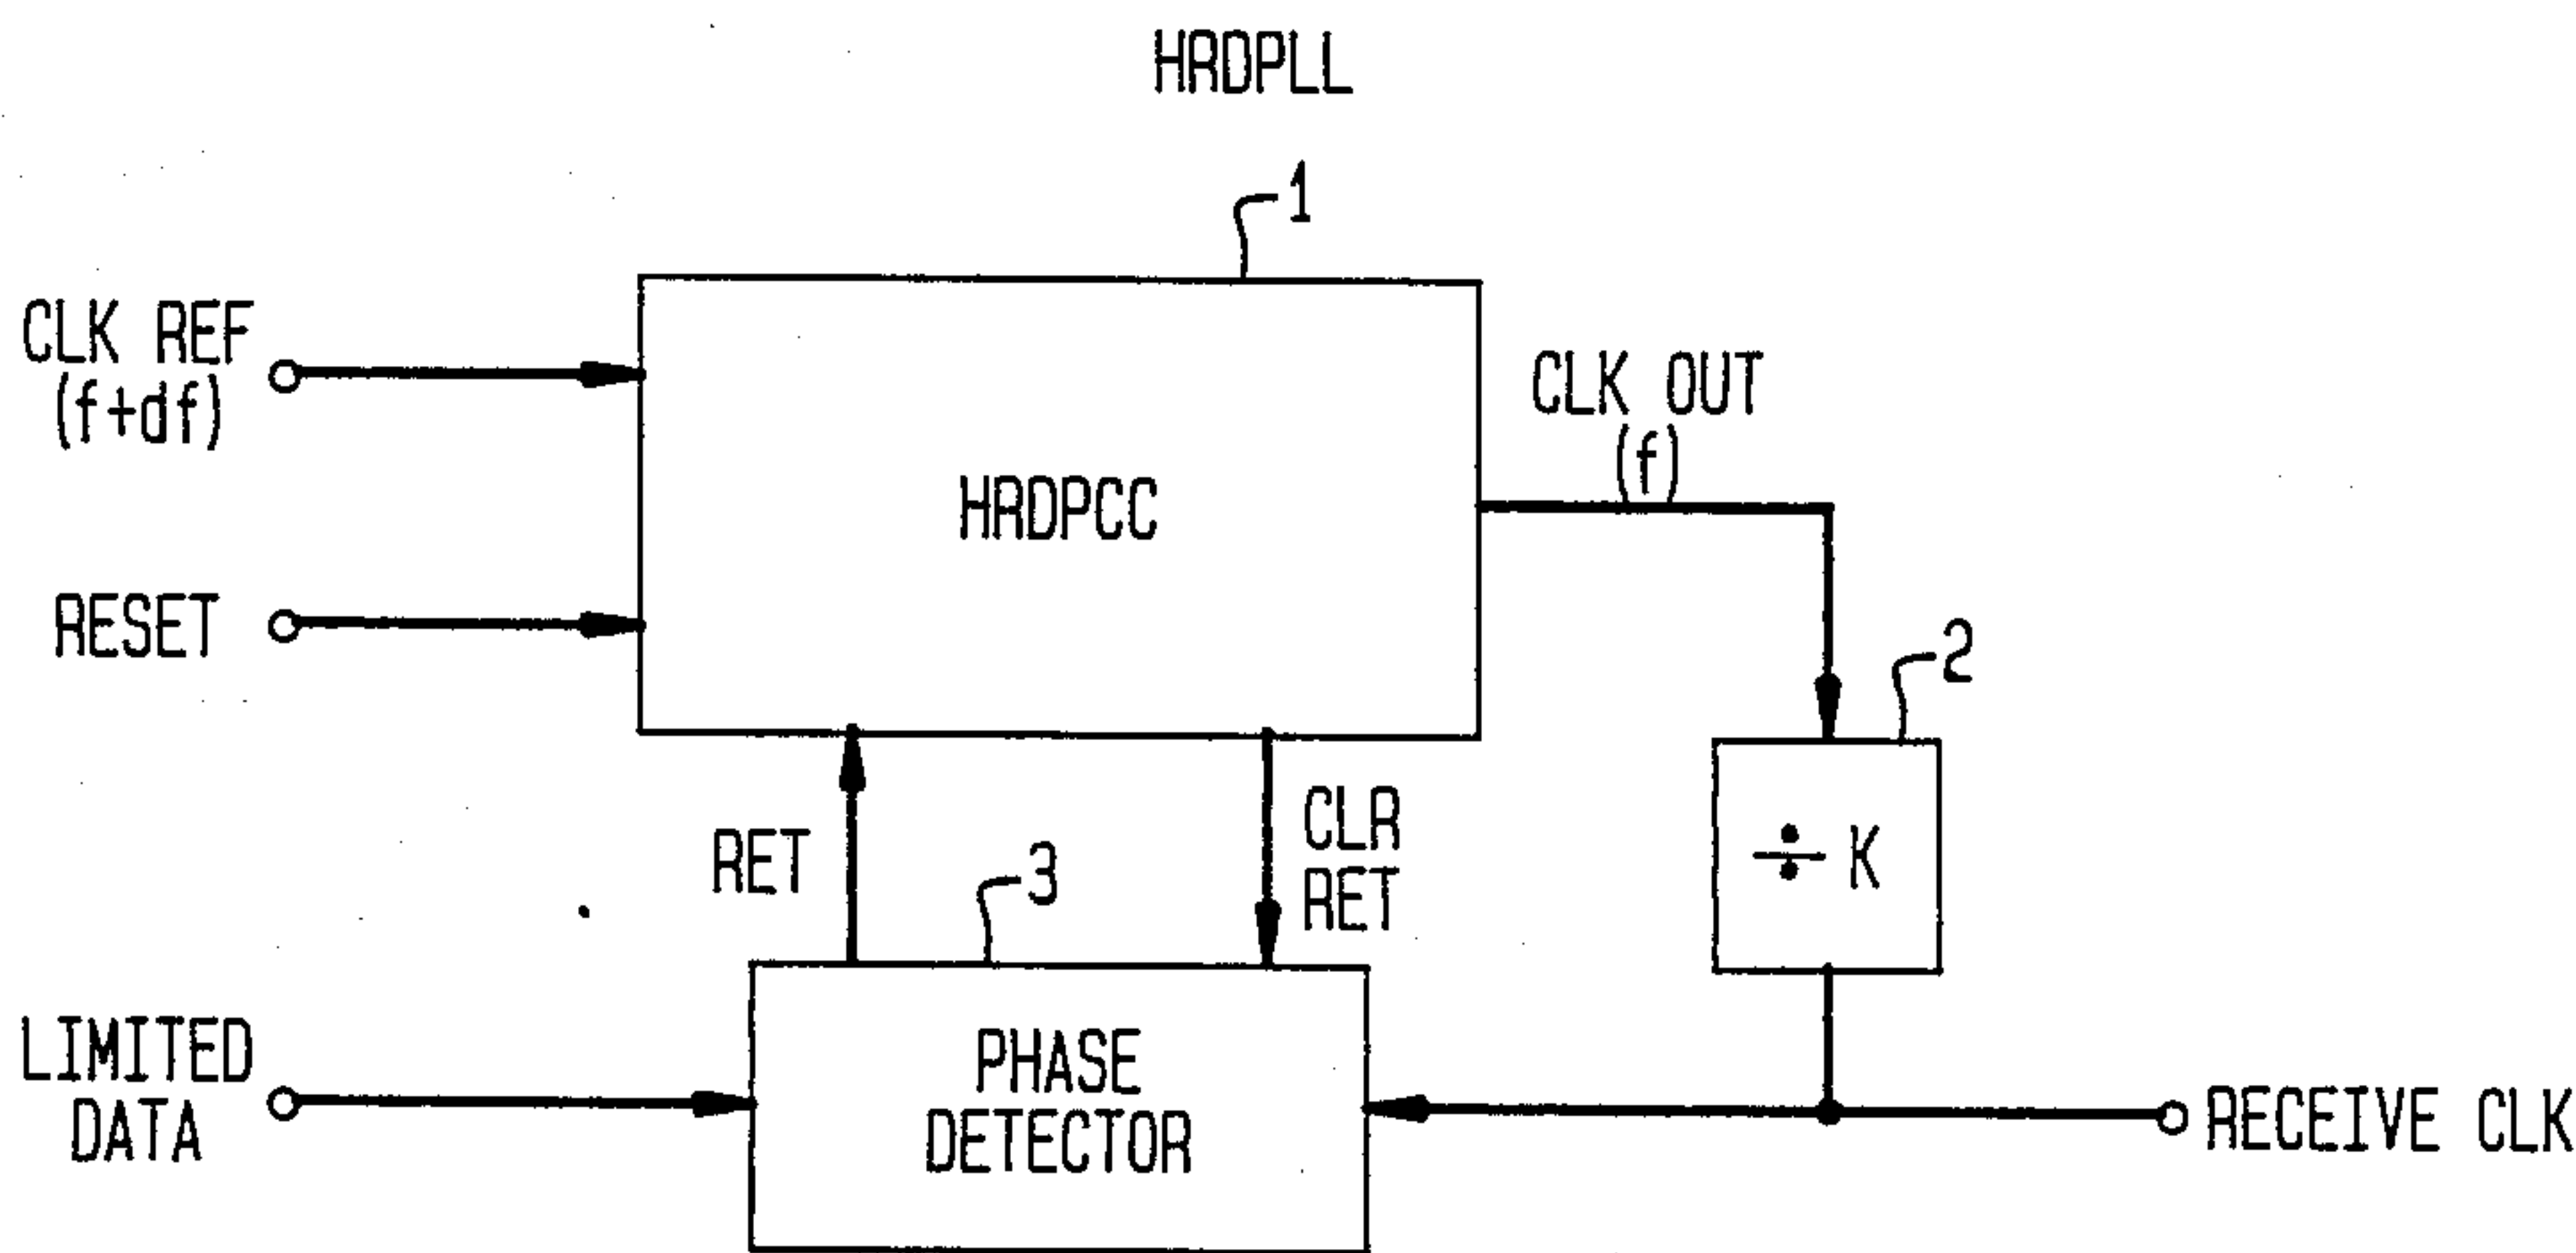 HRDPLL
1
CLK REF
(f+df)
HRDPCC
CLK OUT
(f)
RESET
2
RET
CLR
RET
÷ K
3
LIMITED
DATA
PHASE
DETECTOR
RECEIVE CLK